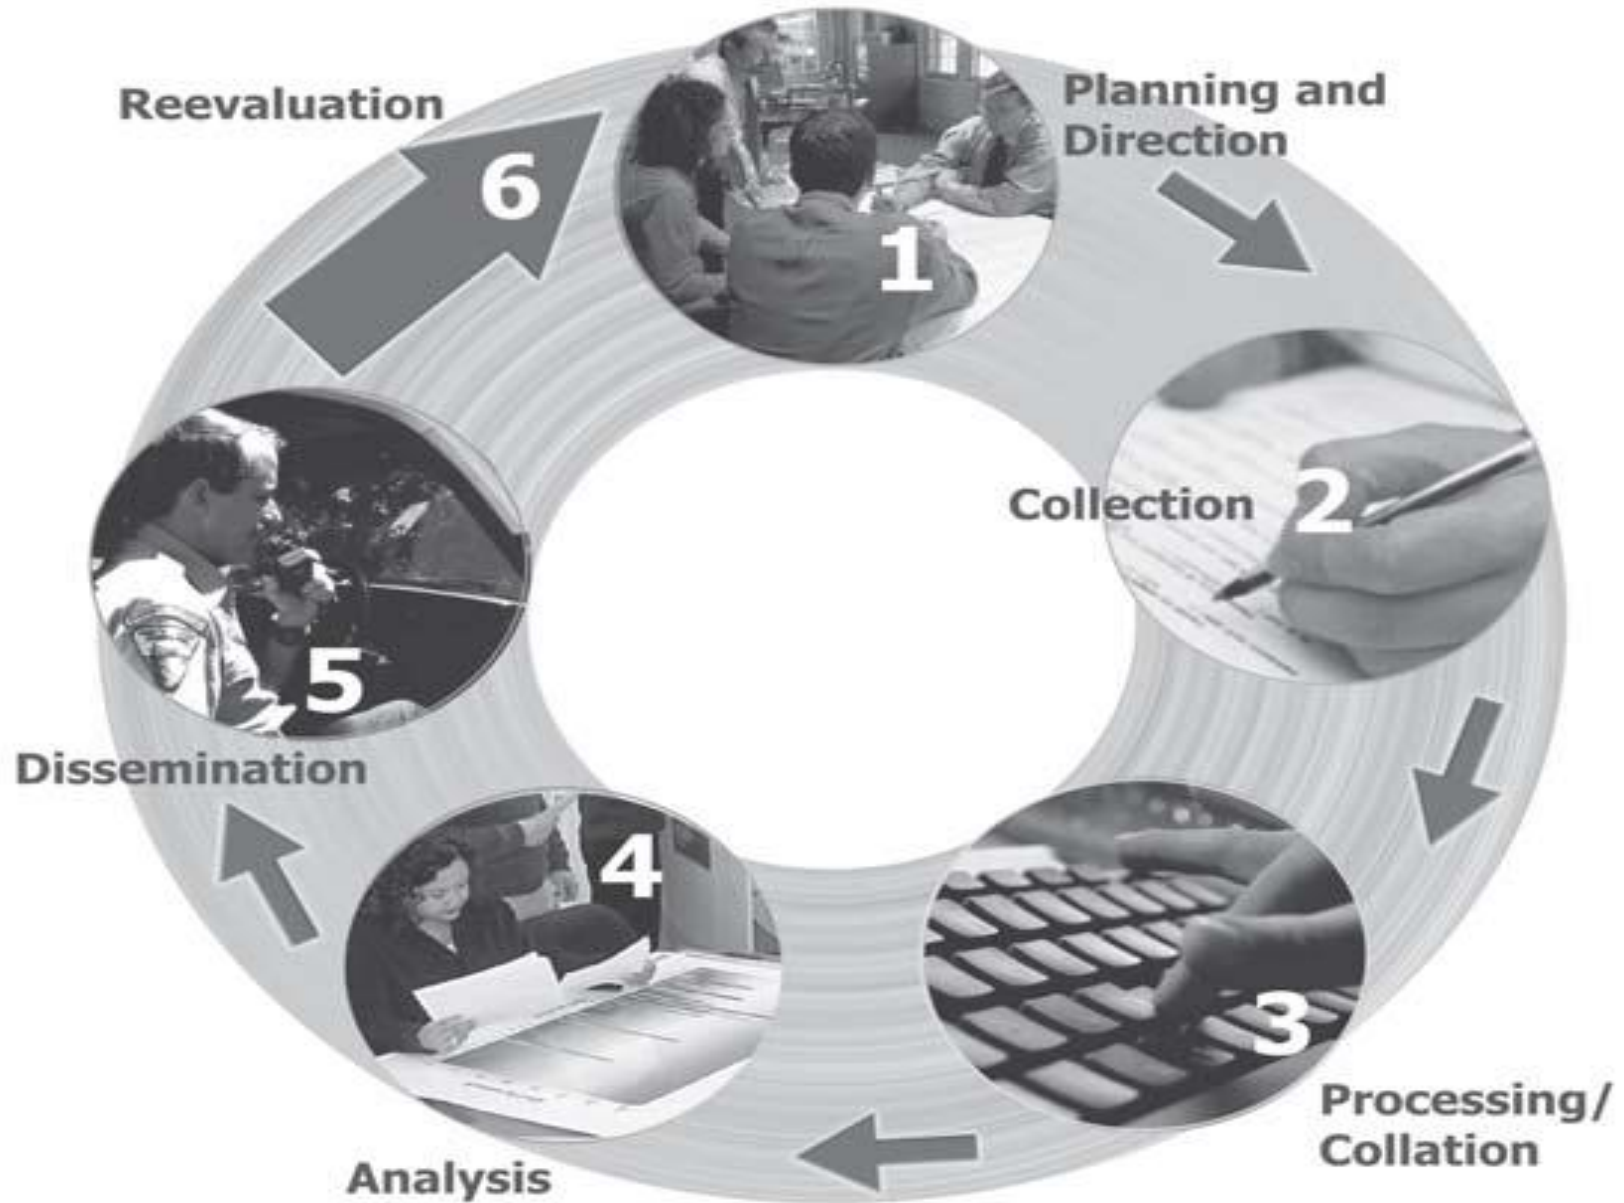 1
Planning and
Direction
2
Collection
3
Processing/
Collation
4
Analysis
5
Dissemination
6
Reevaluation